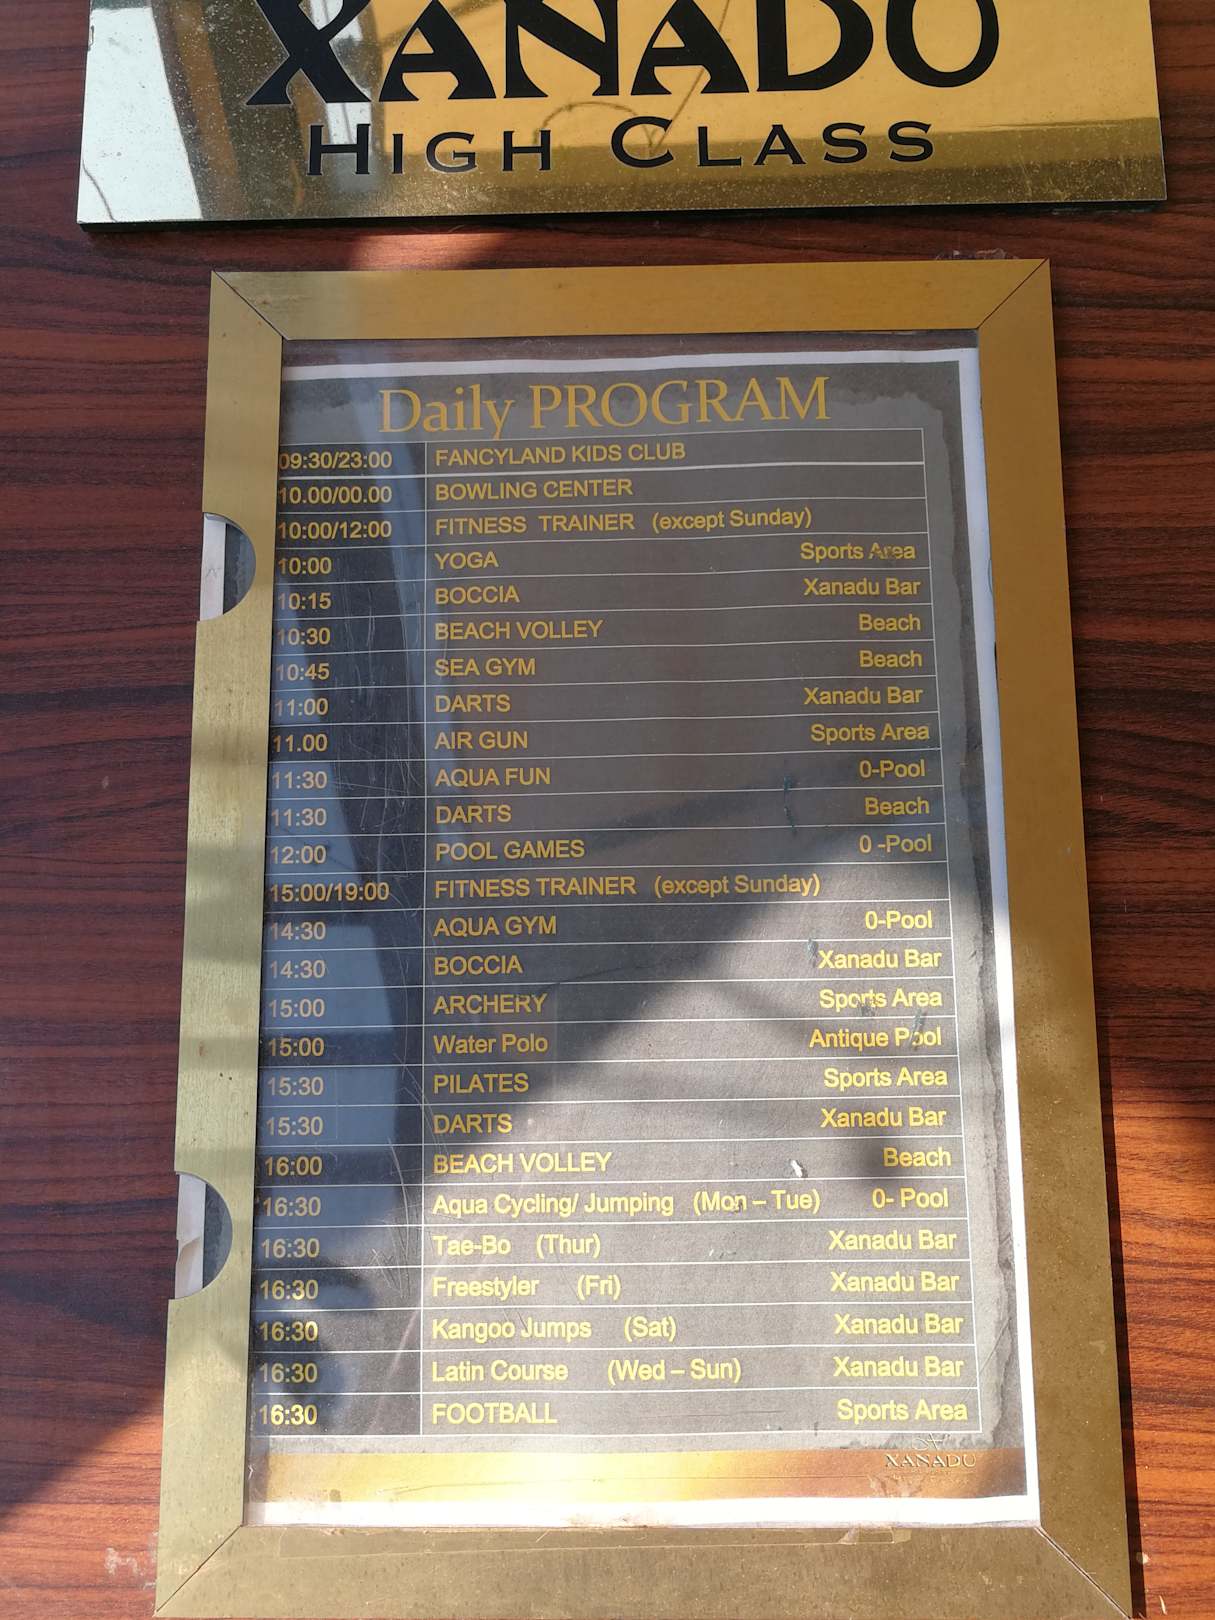 XANADO
HIGH CLASS
Daily PROGRAM
09:30/23:00 FANCYLAND KIDS CLUB
10.00/00.00 BOWLING CENTER
10:00/12:00 FITNESS TRAINER (except Sunday)
10:00 YOGA Sports Area
10:15 BOCCIA Xanadu Bar
10:30 BEACH VOLLEY Beach
10:45 SEA GYM Beach
11:00 DARTS Xanadu Bar
11.00 AIR GUN Sports Area
11:30 AQUA FUN 0-Pool
11:30 DARTS Beach
12:00 POOL GAMES 0 -Pool
15:00/19:00 FITNESS TRAINER (except Sunday)
14:30 AQUA GYM 0-Pool
14:30 BOCCIA Xanadu Bar
15:00 ARCHERY Sports Area
15:00 Water Polo Antique Pool
15:30 PILATES Sports Area
15:30 DARTS Xanadu Bar
16:00 BEACH VOLLEY Beach
16:30 Aqua Cycling/ Jumping (Mon – Tue) 0- Pool
16:30 Tae-Bo (Thur) Xanadu Bar
16:30 Freestyler (Fri) Xanadu Bar
16:30 Kangoo Jumps (Sat) Xanadu Bar
16:30 Latin Course (Wed – Sun) Xanadu Bar
16:30 FOOTBALL Sports Area
XANADU